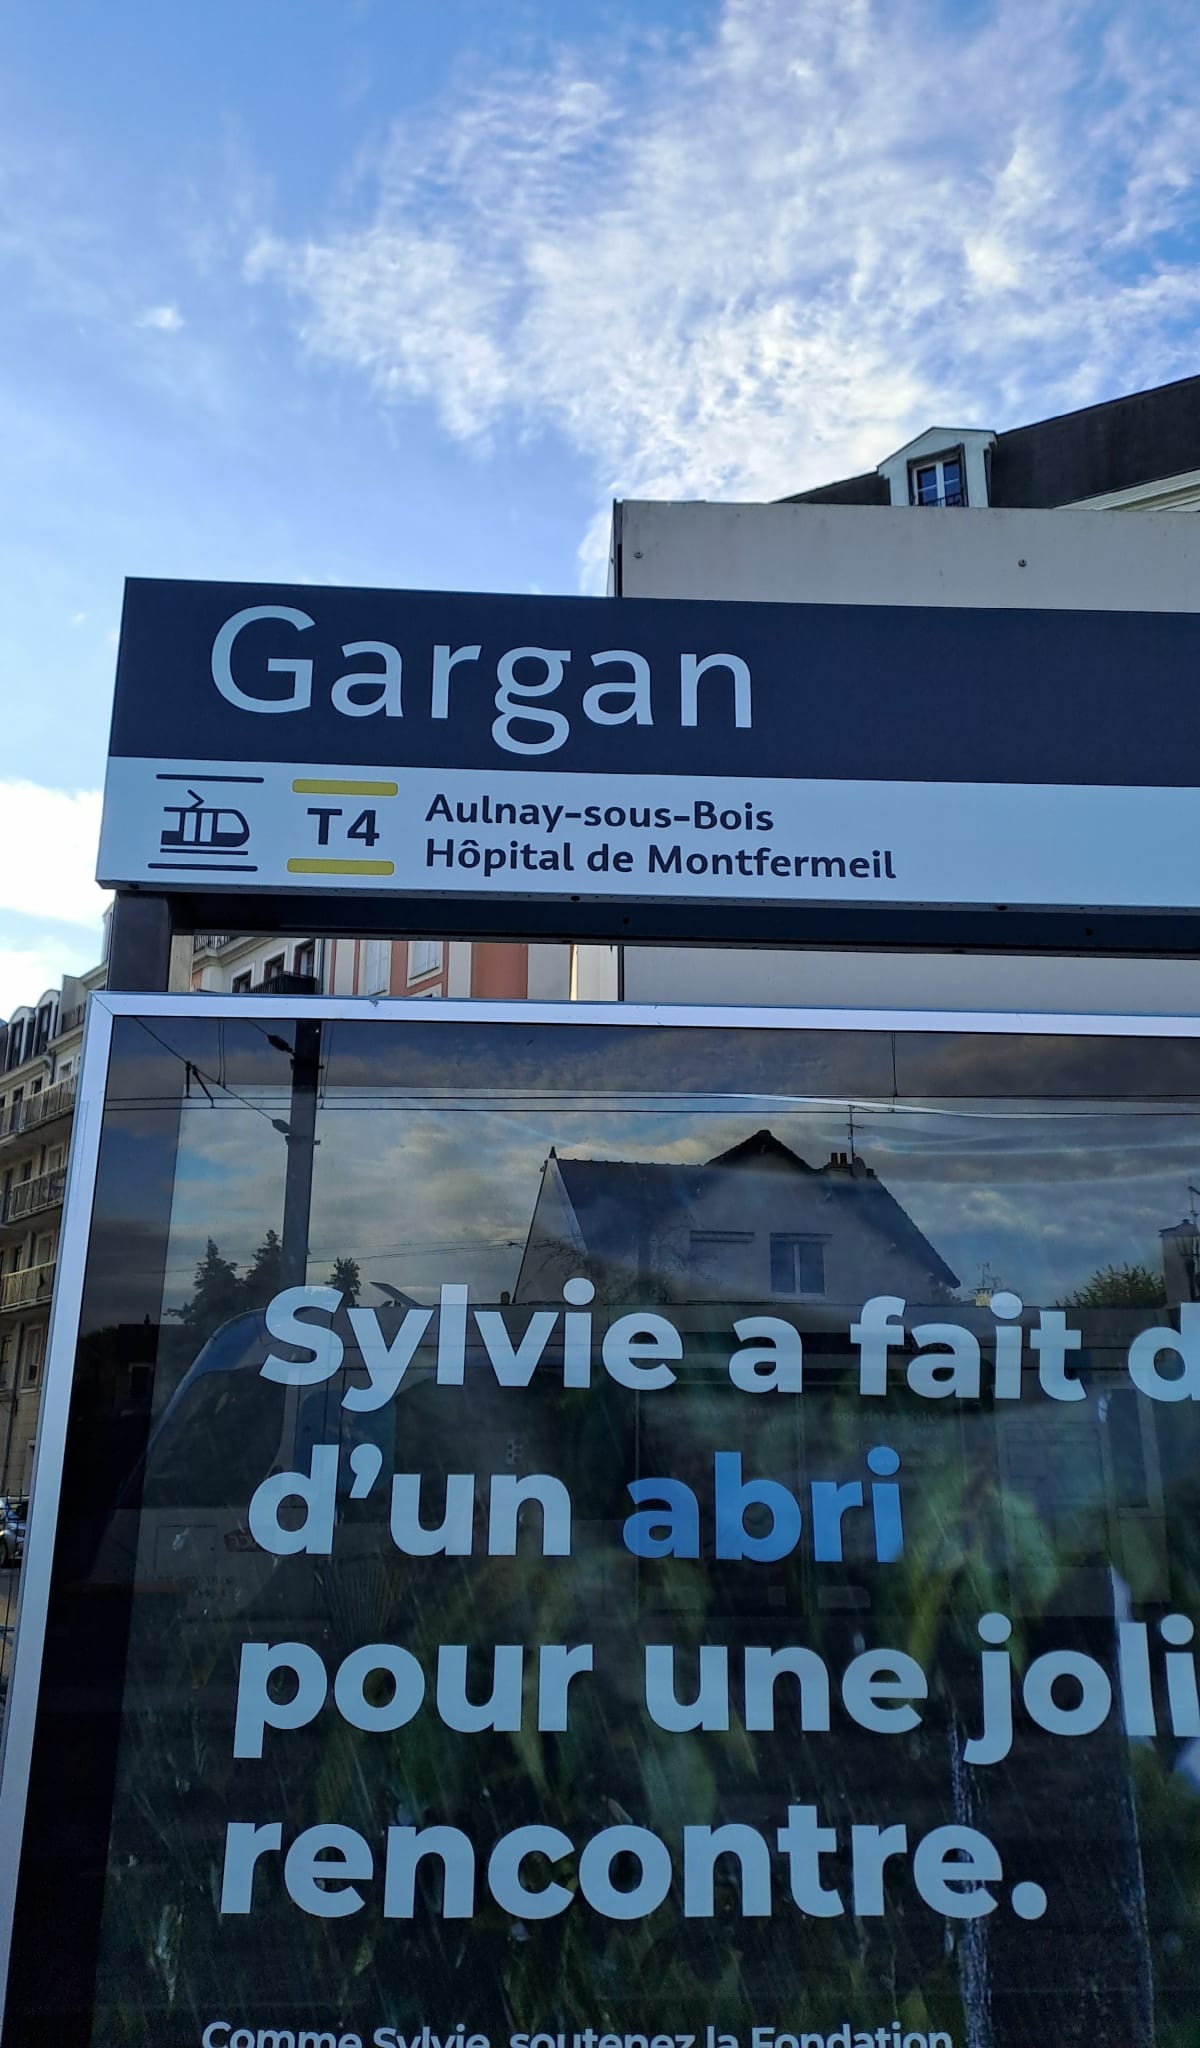 Gargan
T4 Aulnay-sous-Bois
Hôpital de Montfermeil
Sylvie a fait d
d'un abri
pour une joli
rencontre.
Comme Sylvie, soutenez la Fondation